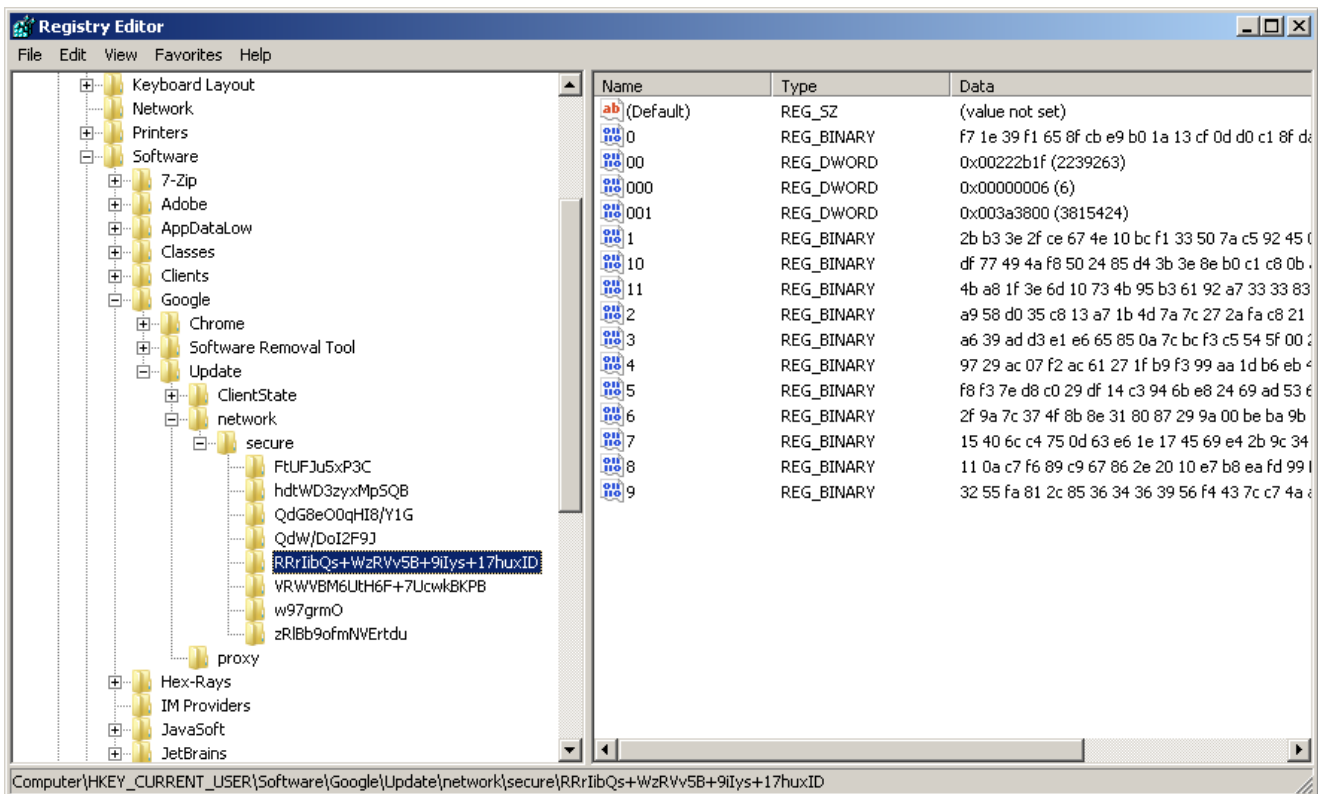 Registry Editor
File Edit View Favorites Help
Keyboard Layout
Network
Printers
Software
7-Zip
Adobe
AppDataLow
Classes
Clients
Google
Chrome
Software Removal Tool
Update
ClientState
network
secure
FtUFJu5xP3C
hdtWD3zyxMpSQB
QdG8eO0qHI8/Y1G
QdW/DoI2F9J
RRrIibQs+WzRVv5B+9iIys+17huxID
VRWVBM6UtH6F+7UcwkBKPB
w97grmO
zRlBb9ofmNVErtdu
proxy
Hex-Rays
IM Providers
JavaSoft
JetBrains
Name Type Data
(Default) REG_SZ (value not set)
0 REG_BINARY f7 1e 39 f1 65 8f cb e9 b0 1a 13 cf 0d d0 c1 8f da
00 REG_DWORD 0x00222b1f (2239263)
000 REG_DWORD 0x00000006 (6)
001 REG_DWORD 0x003a3800 (3815424)
1 REG_BINARY 2b b3 3e 2f ce 67 4e 10 bc f1 33 50 7a c5 92 45
10 REG_BINARY df 77 49 4a f8 50 24 85 d4 3b 3e 8e b0 c1 c8 0b
11 REG_BINARY 4b a8 1f 3e 6d 10 73 4b 95 b3 61 92 a7 33 33 83
2 REG_BINARY a9 58 d0 35 c8 13 a7 1b 4d 7a 7c 27 2a fa c8 21
3 REG_BINARY a6 39 ad d3 e1 e6 65 85 0a 7c bc f3 c5 54 5f 00
4 REG_BINARY 97 29 ac 07 f2 ac 61 27 1f b9 f3 99 aa 1d b6 eb
5 REG_BINARY f8 f3 7e d8 c0 29 df 14 c3 94 6b e8 24 69 ad 53
6 REG_BINARY 2f 9a 7c 37 4f 8b 8e 31 80 87 29 9a 00 be ba 9b
7 REG_BINARY 15 40 6c c4 75 0d 63 e6 1e 17 45 69 e4 2b 9c 34
8 REG_BINARY 11 0a c7 f6 89 c9 67 86 2e 20 10 e7 b8 ea fd 99
9 REG_BINARY 32 55 fa 81 2c 85 36 34 36 39 56 f4 43 7c c7 4a
Computer\HKEY_CURRENT_USER\Software\Google\Update\network\secure\RRrIibQs+WzRVv5B+9iIys+17huxID